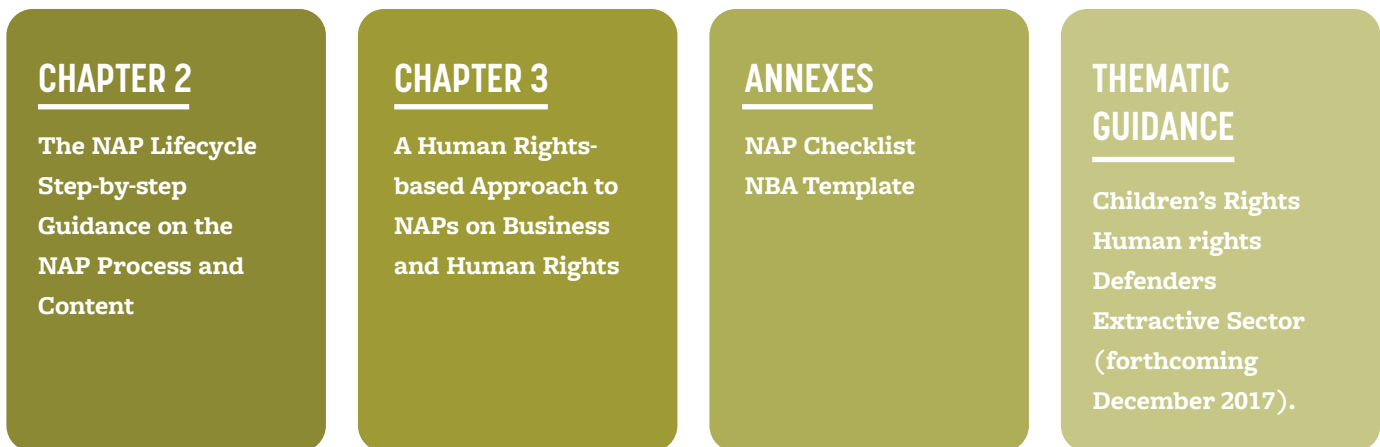 CHAPTER 2
The NAP Lifecycle
Step-by-step
Guidance on the
NAP Process and
Content
CHAPTER 3
A Human Rights-
based Approach to
NAPs on Business
and Human Rights
ANNEXES
NAP Checklist
NBA Template
THEMATIC
GUIDANCE
Children’s Rights
Human rights
Defenders
Extractive Sector
(forthcoming
December 2017).